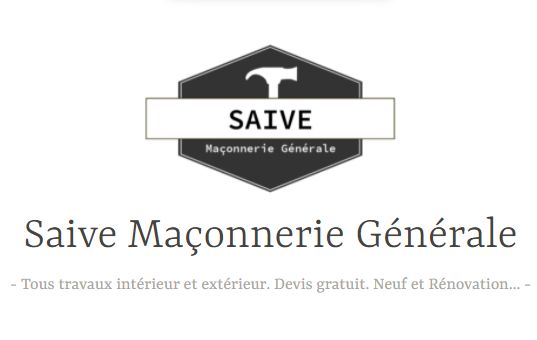 SAIVE
Maçonnerie Générale
Saive Maçonnerie Générale
- Tous travaux intérieur et extérieur. Devis gratuit. Neuf et Rénovation... -